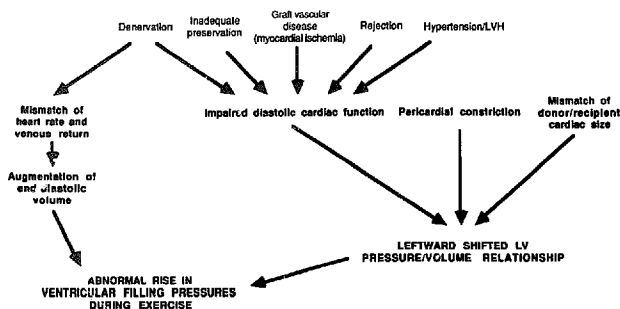 Denervation
Inadequate
preservation
Graft vascular
disease
(myocardial ischemia)
Rejection
Hypertension/LVH
Mismatch of
heart rate and
venous return
Impaired diastolic cardiac function
Pericardial constriction
Mismatch of
donor/recipient
cardiac size
Augmentation of
end diastolic
volume
LEFTWARD SHIFTED LV
PRESSURE/VOLUME RELATIONSHIP
ABNORMAL RISE IN
VENTRICULAR FILLING PRESSURES
DURING EXERCISE